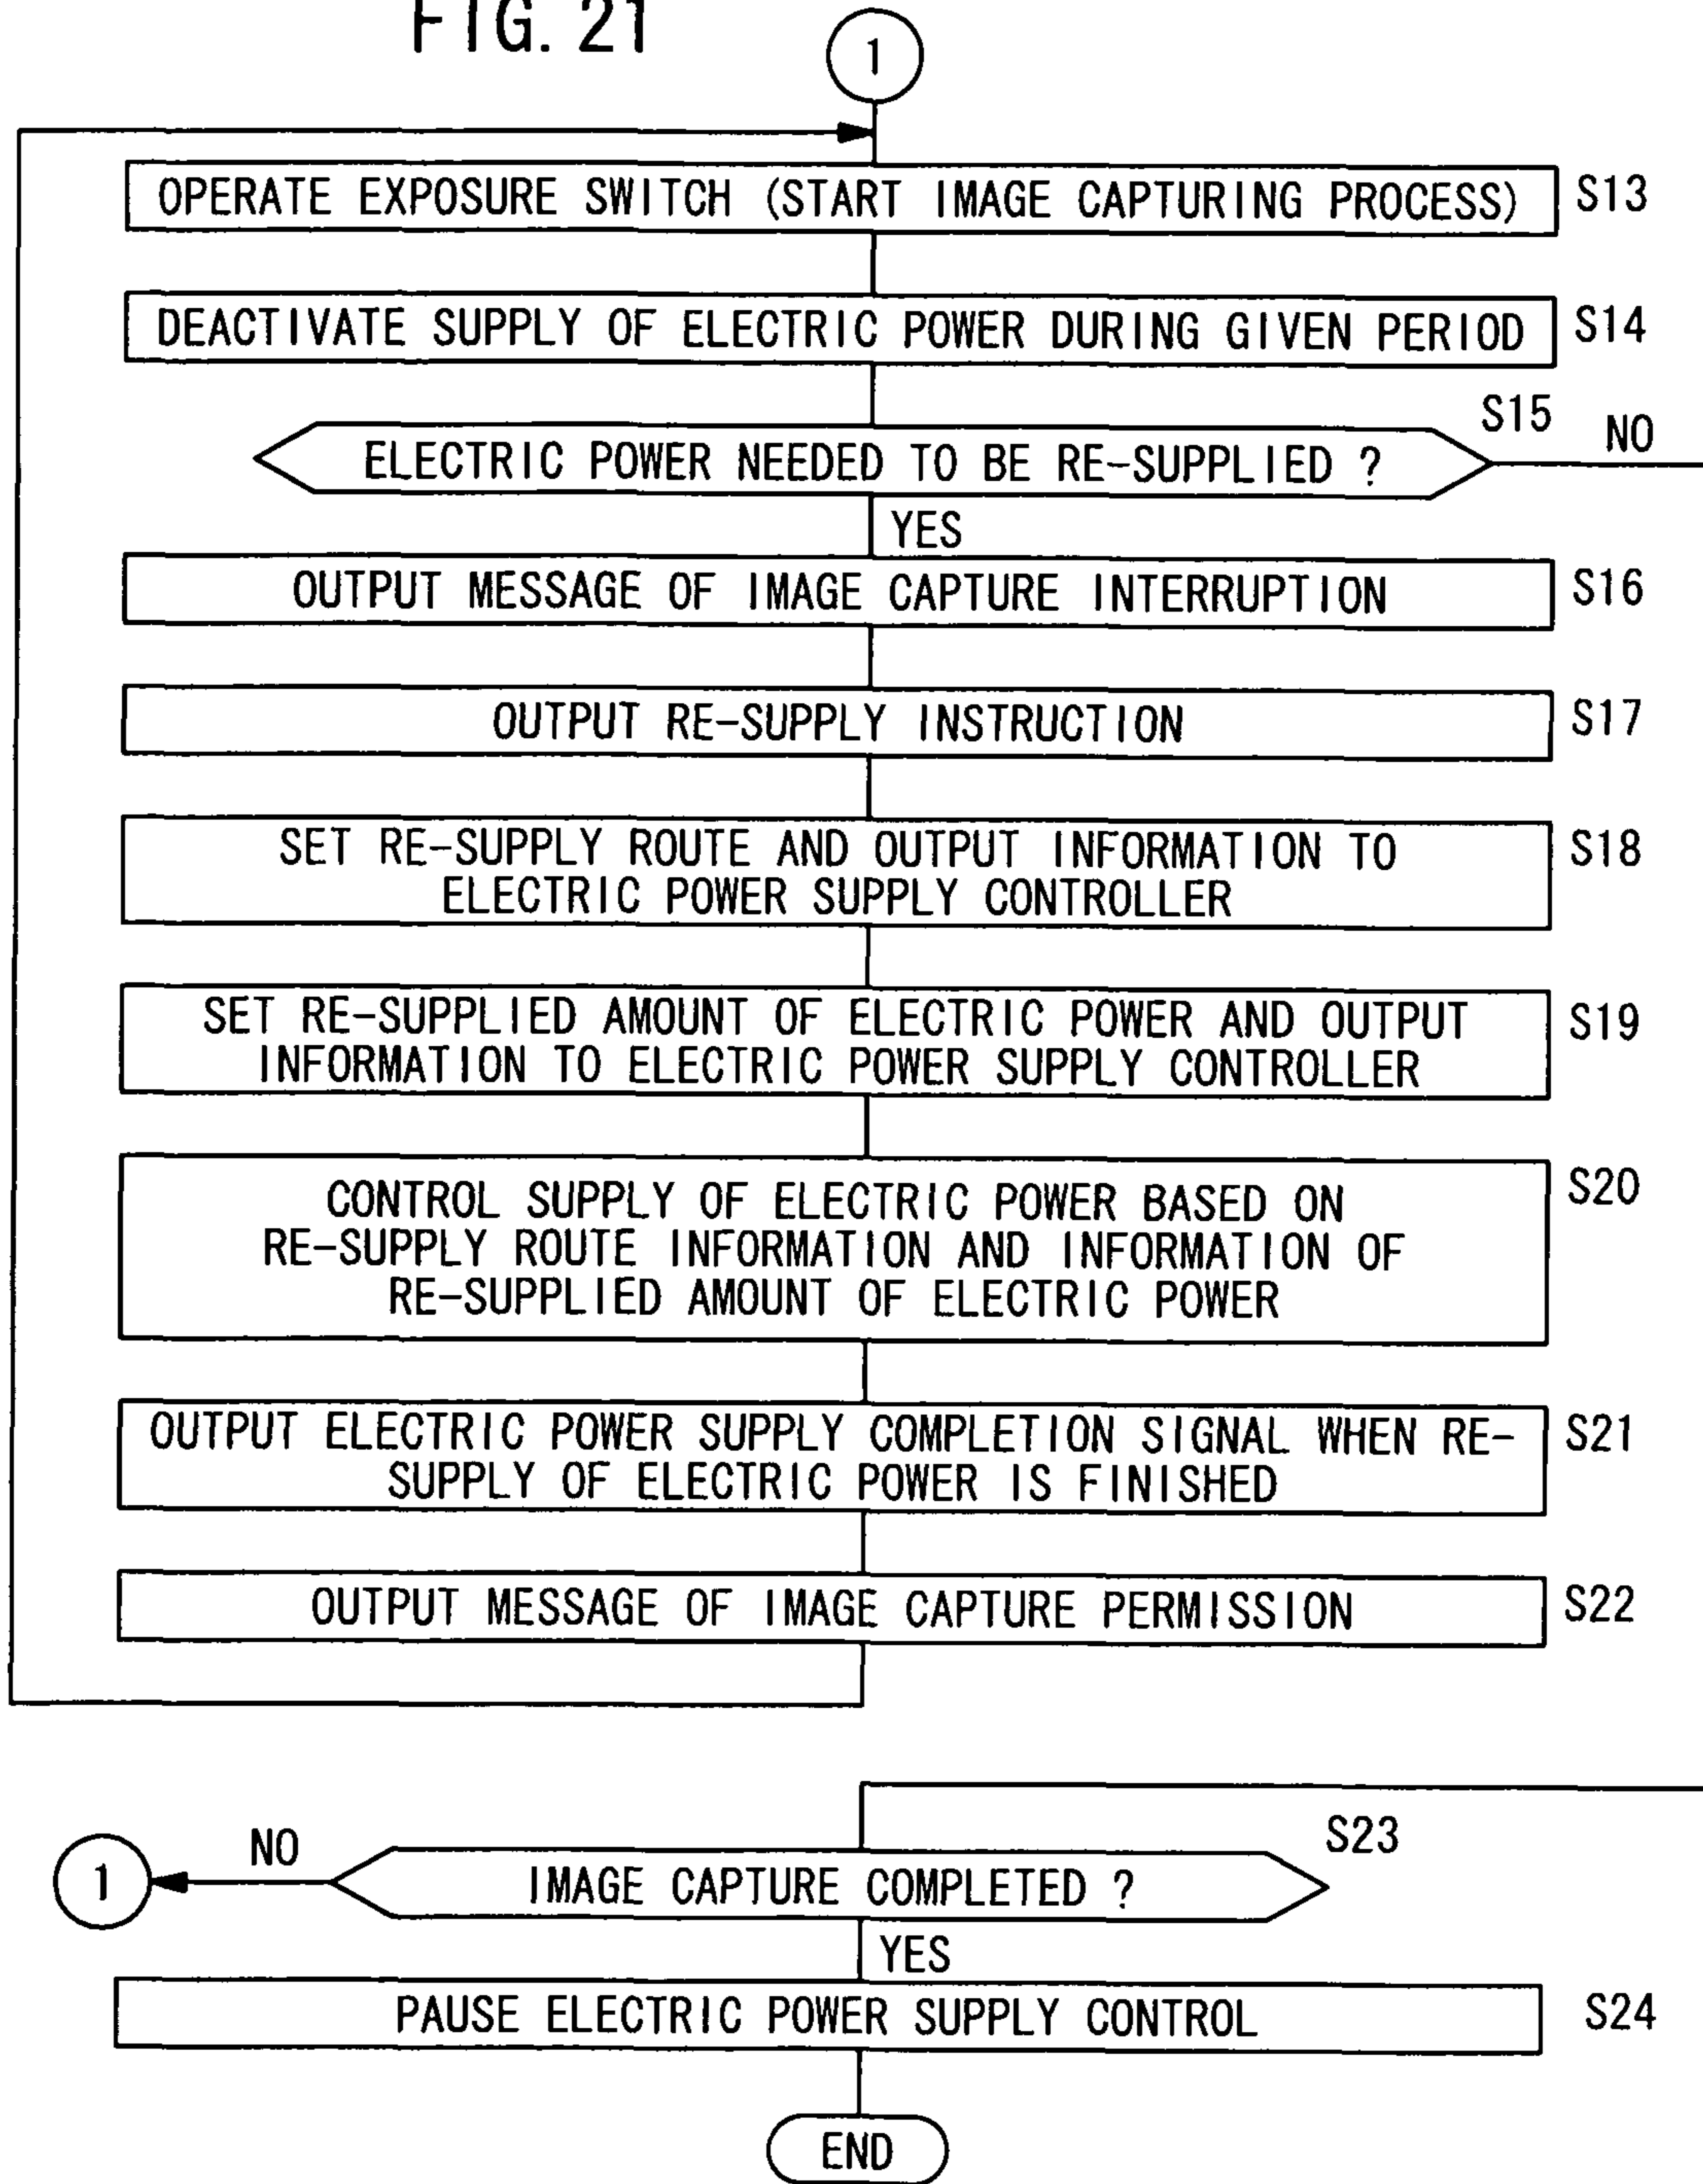 FIG. 21
1
OPERATE EXPOSURE SWITCH (START IMAGE CAPTURING PROCESS)
S13
DEACTIVATE SUPPLY OF ELECTRIC POWER DURING GIVEN PERIOD
S14
S15
ELECTRIC POWER NEEDED TO BE RE-SUPPLIED ?
NO
YES
OUTPUT MESSAGE OF IMAGE CAPTURE INTERRUPTION
S16
OUTPUT RE-SUPPLY INSTRUCTION
S17
SET RE-SUPPLY ROUTE AND OUTPUT INFORMATION TO
ELECTRIC POWER SUPPLY CONTROLLER
S18
SET RE-SUPPLIED AMOUNT OF ELECTRIC POWER AND OUTPUT
INFORMATION TO ELECTRIC POWER SUPPLY CONTROLLER
S19
CONTROL SUPPLY OF ELECTRIC POWER BASED ON
RE-SUPPLY ROUTE INFORMATION AND INFORMATION OF
RE-SUPPLIED AMOUNT OF ELECTRIC POWER
S20
OUTPUT ELECTRIC POWER SUPPLY COMPLETION SIGNAL WHEN RE-
SUPPLY OF ELECTRIC POWER IS FINISHED
S21
OUTPUT MESSAGE OF IMAGE CAPTURE PERMISSION
S22
S23
1
NO
IMAGE CAPTURE COMPLETED ?
YES
PAUSE ELECTRIC POWER SUPPLY CONTROL
S24
END